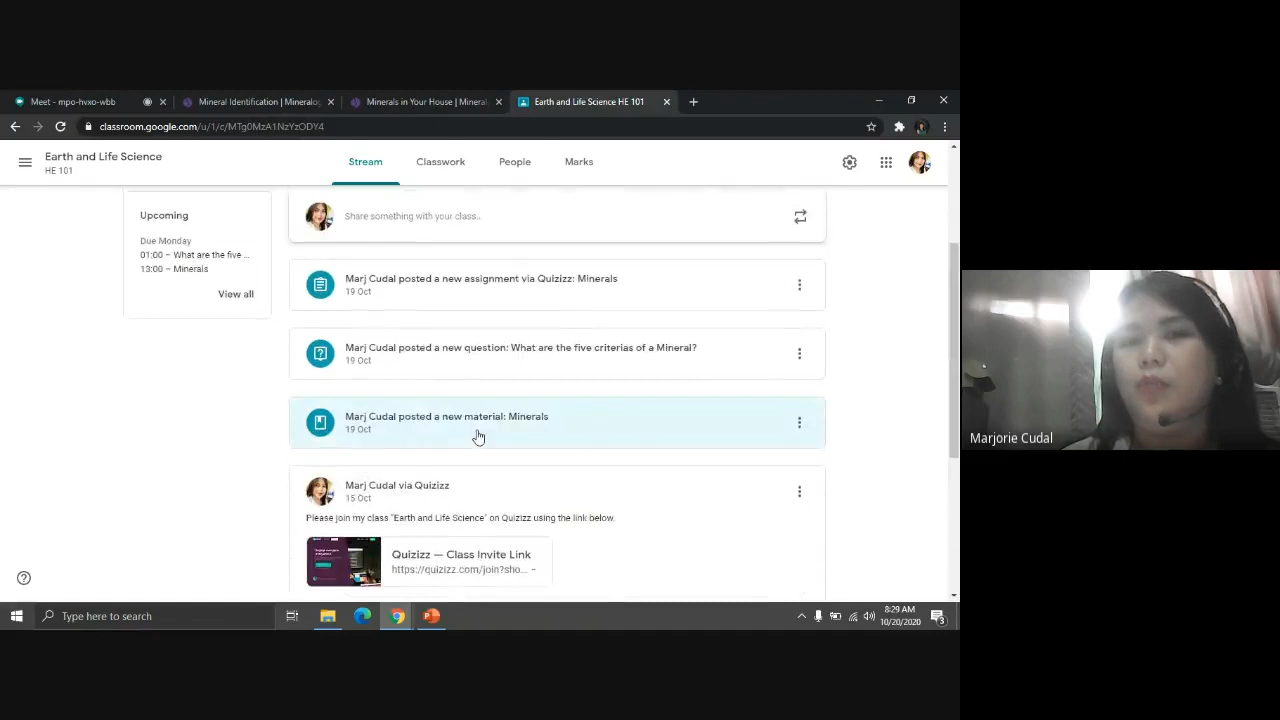 Meet - mpo-hvxo-wbb
Mineral Identification | Mineralog
Minerals in Your House | Mineral
Earth and Life Science HE 101
classroom.google.com/u/1/c/MTg0MzA1NzYzODY4
Earth and Life Science
HE 101
Stream
Classwork
People
Marks
Upcoming
Due Monday
01:00 – What are the five ...
13:00 – Minerals
View all
Share something with your class...
Marj Cudal posted a new assignment via Quizizz: Minerals
19 Oct
Marj Cudal posted a new question: What are the five criterias of a Mineral?
19 Oct
Marj Cudal posted a new material: Minerals
19 Oct
Marj Cudal via Quizizz
15 Oct
Please join my class "Earth and Life Science" on Quizizz using the link below.
Quizizz — Class Invite Link
https://quizizz.com/join?sho... –
Marjorie Cudal
Type here to search
8:29 AM
10/20/2020
3